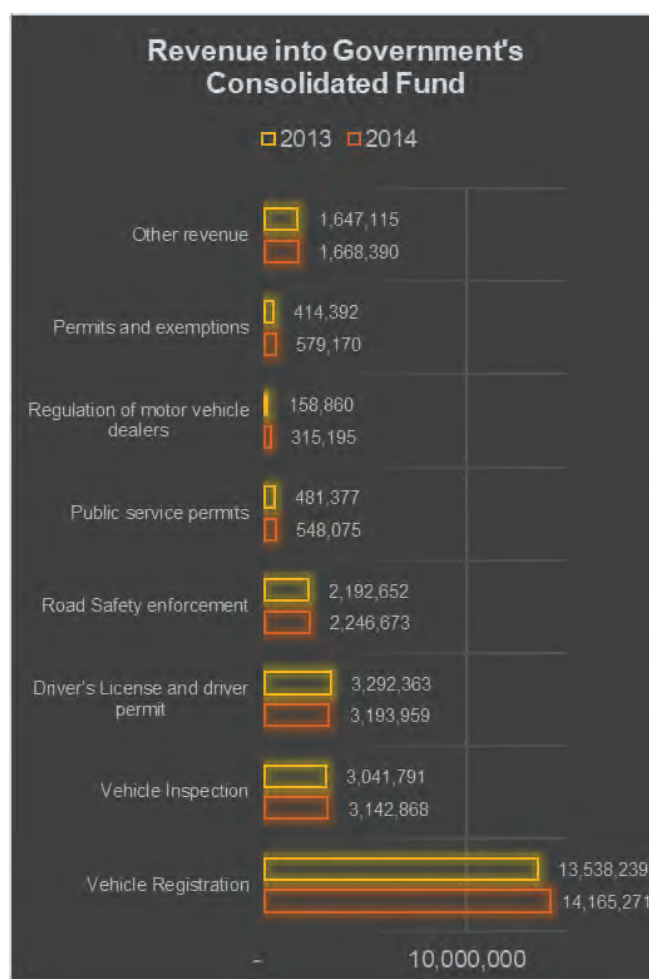 Revenue into Government's
Consolidated Fund
2013 2014
Other revenue
1,647,115
1,668,390
Permits and exemptions
414,392
579,170
Regulation of motor vehicle
dealers
158,860
315,195
Public service permits
481,377
548,075
Road Safety enforcement
2,192,652
2,246,673
Driver's License and driver
permit
3,292,363
3,193,959
Vehicle Inspection
3,041,791
3,142,868
Vehicle Registration
13,538,239
14,165,271
- 10,000,000